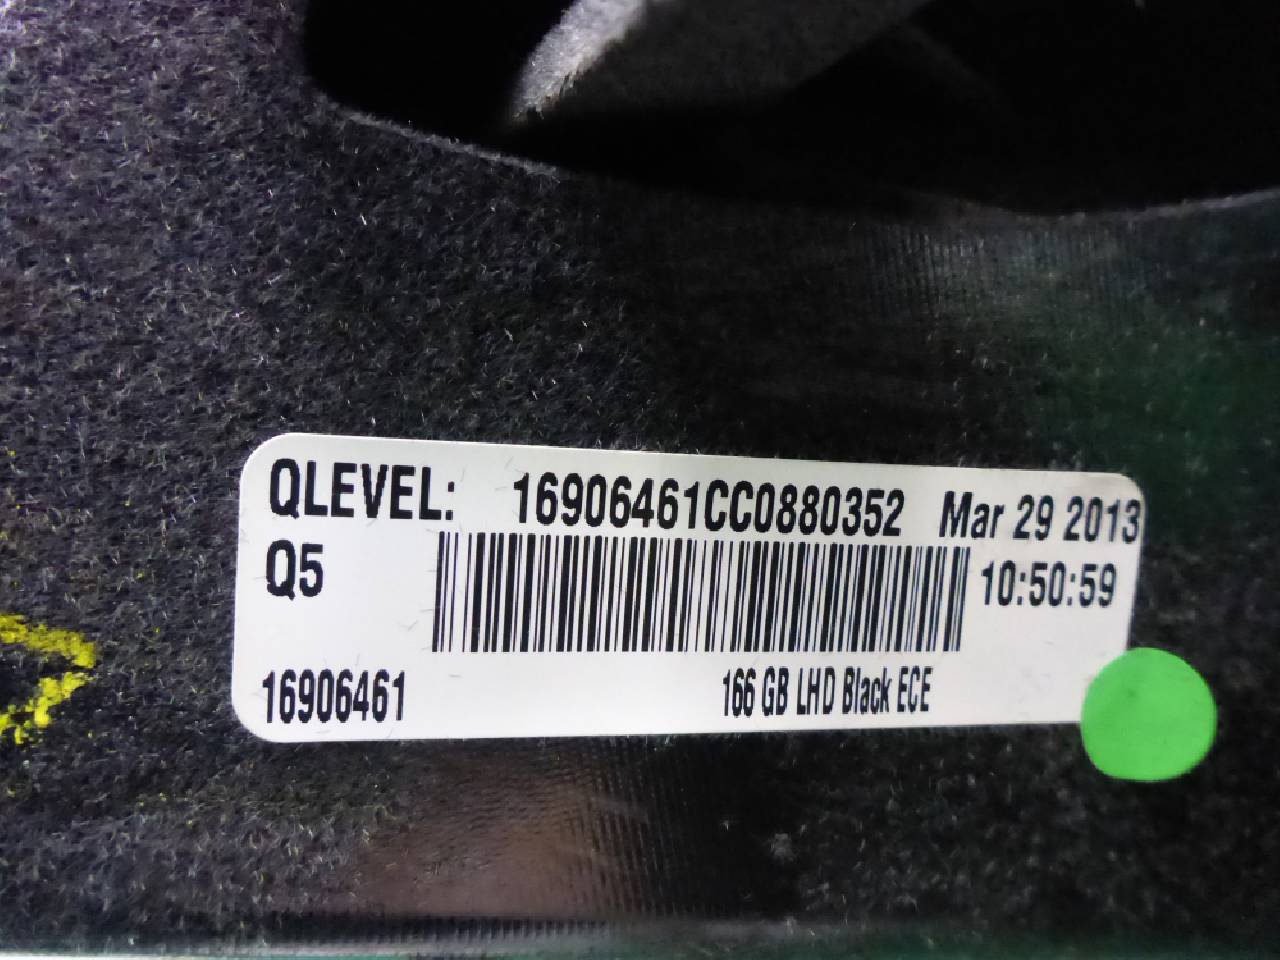 QLEVEL: 16906461CC0880352 Mar 29 2013
Q5 10:50:59
16906461 166 GB LHD Black ECE